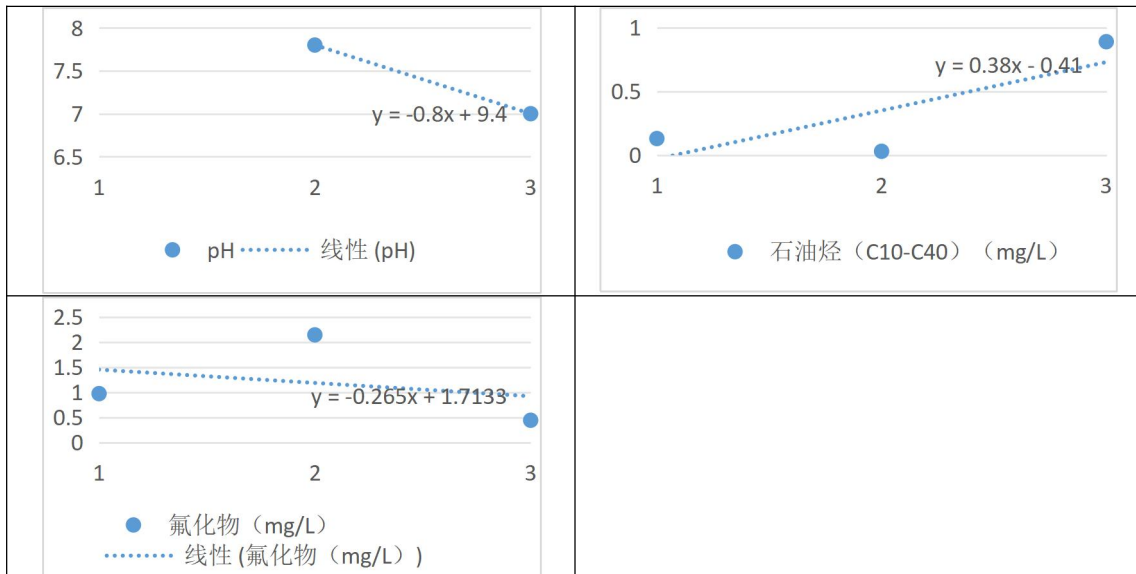 8
7.5
7
6.5
y = -0.8x + 9.4
1 2 3
pH 线性 (pH)
1
0.5
0
y = 0.38x - 0.41
1 2 3
石油烃（C10-C40）（mg/L）
2.5
2
1.5
1
0.5
0
y = -0.265x + 1.7133
1 2 3
氟化物（mg/L）
线性 (氟化物（mg/L）)